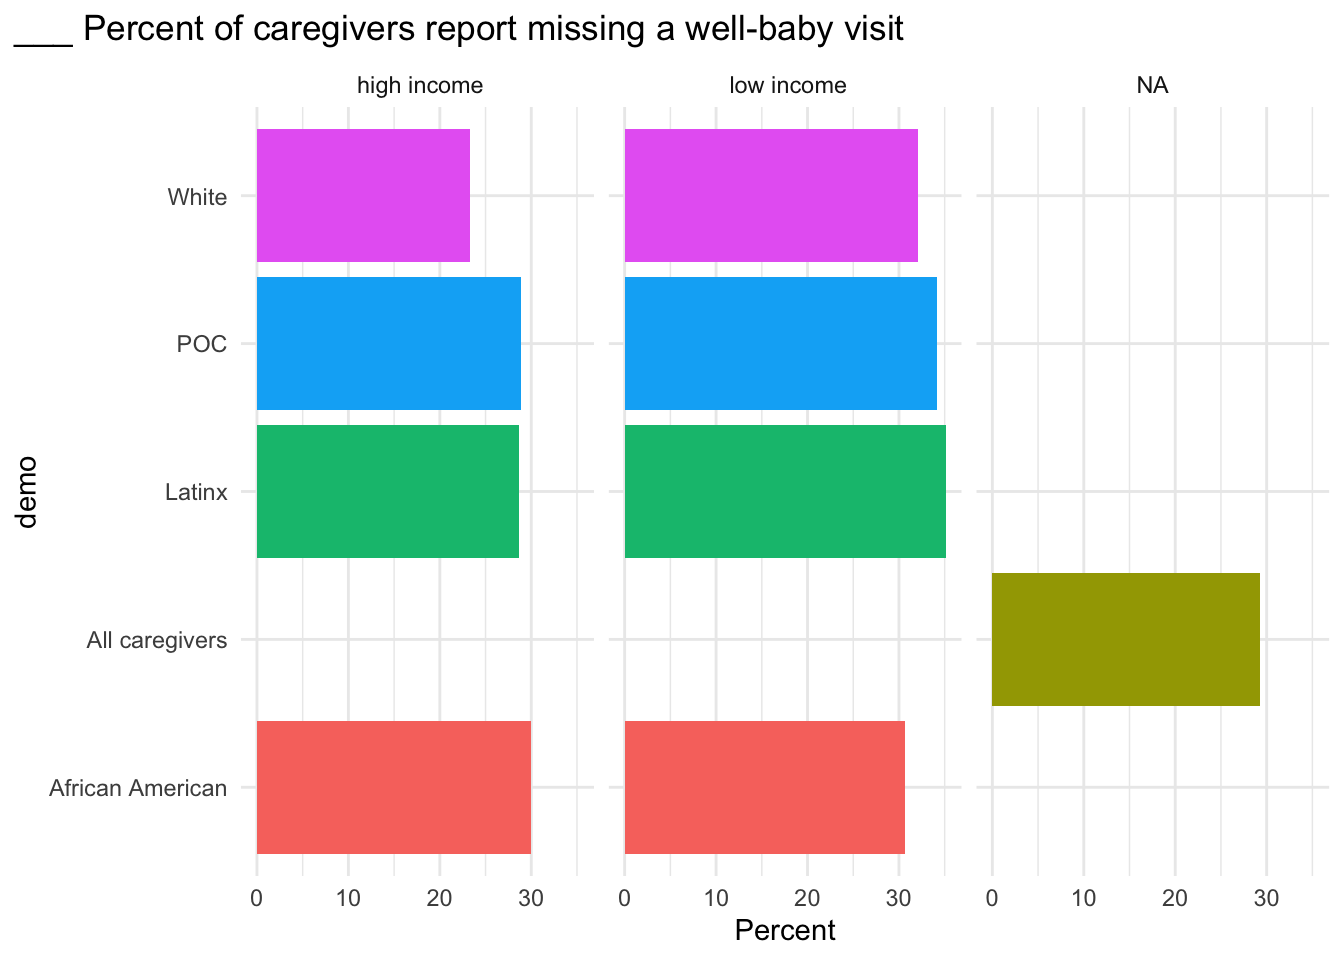 ___ Percent of caregivers report missing a well-baby visit
high income
low income
NA
demo
White
POC
Latinx
All caregivers
African American
0 10 20 30
0 10 20 30
0 10 20 30
Percent